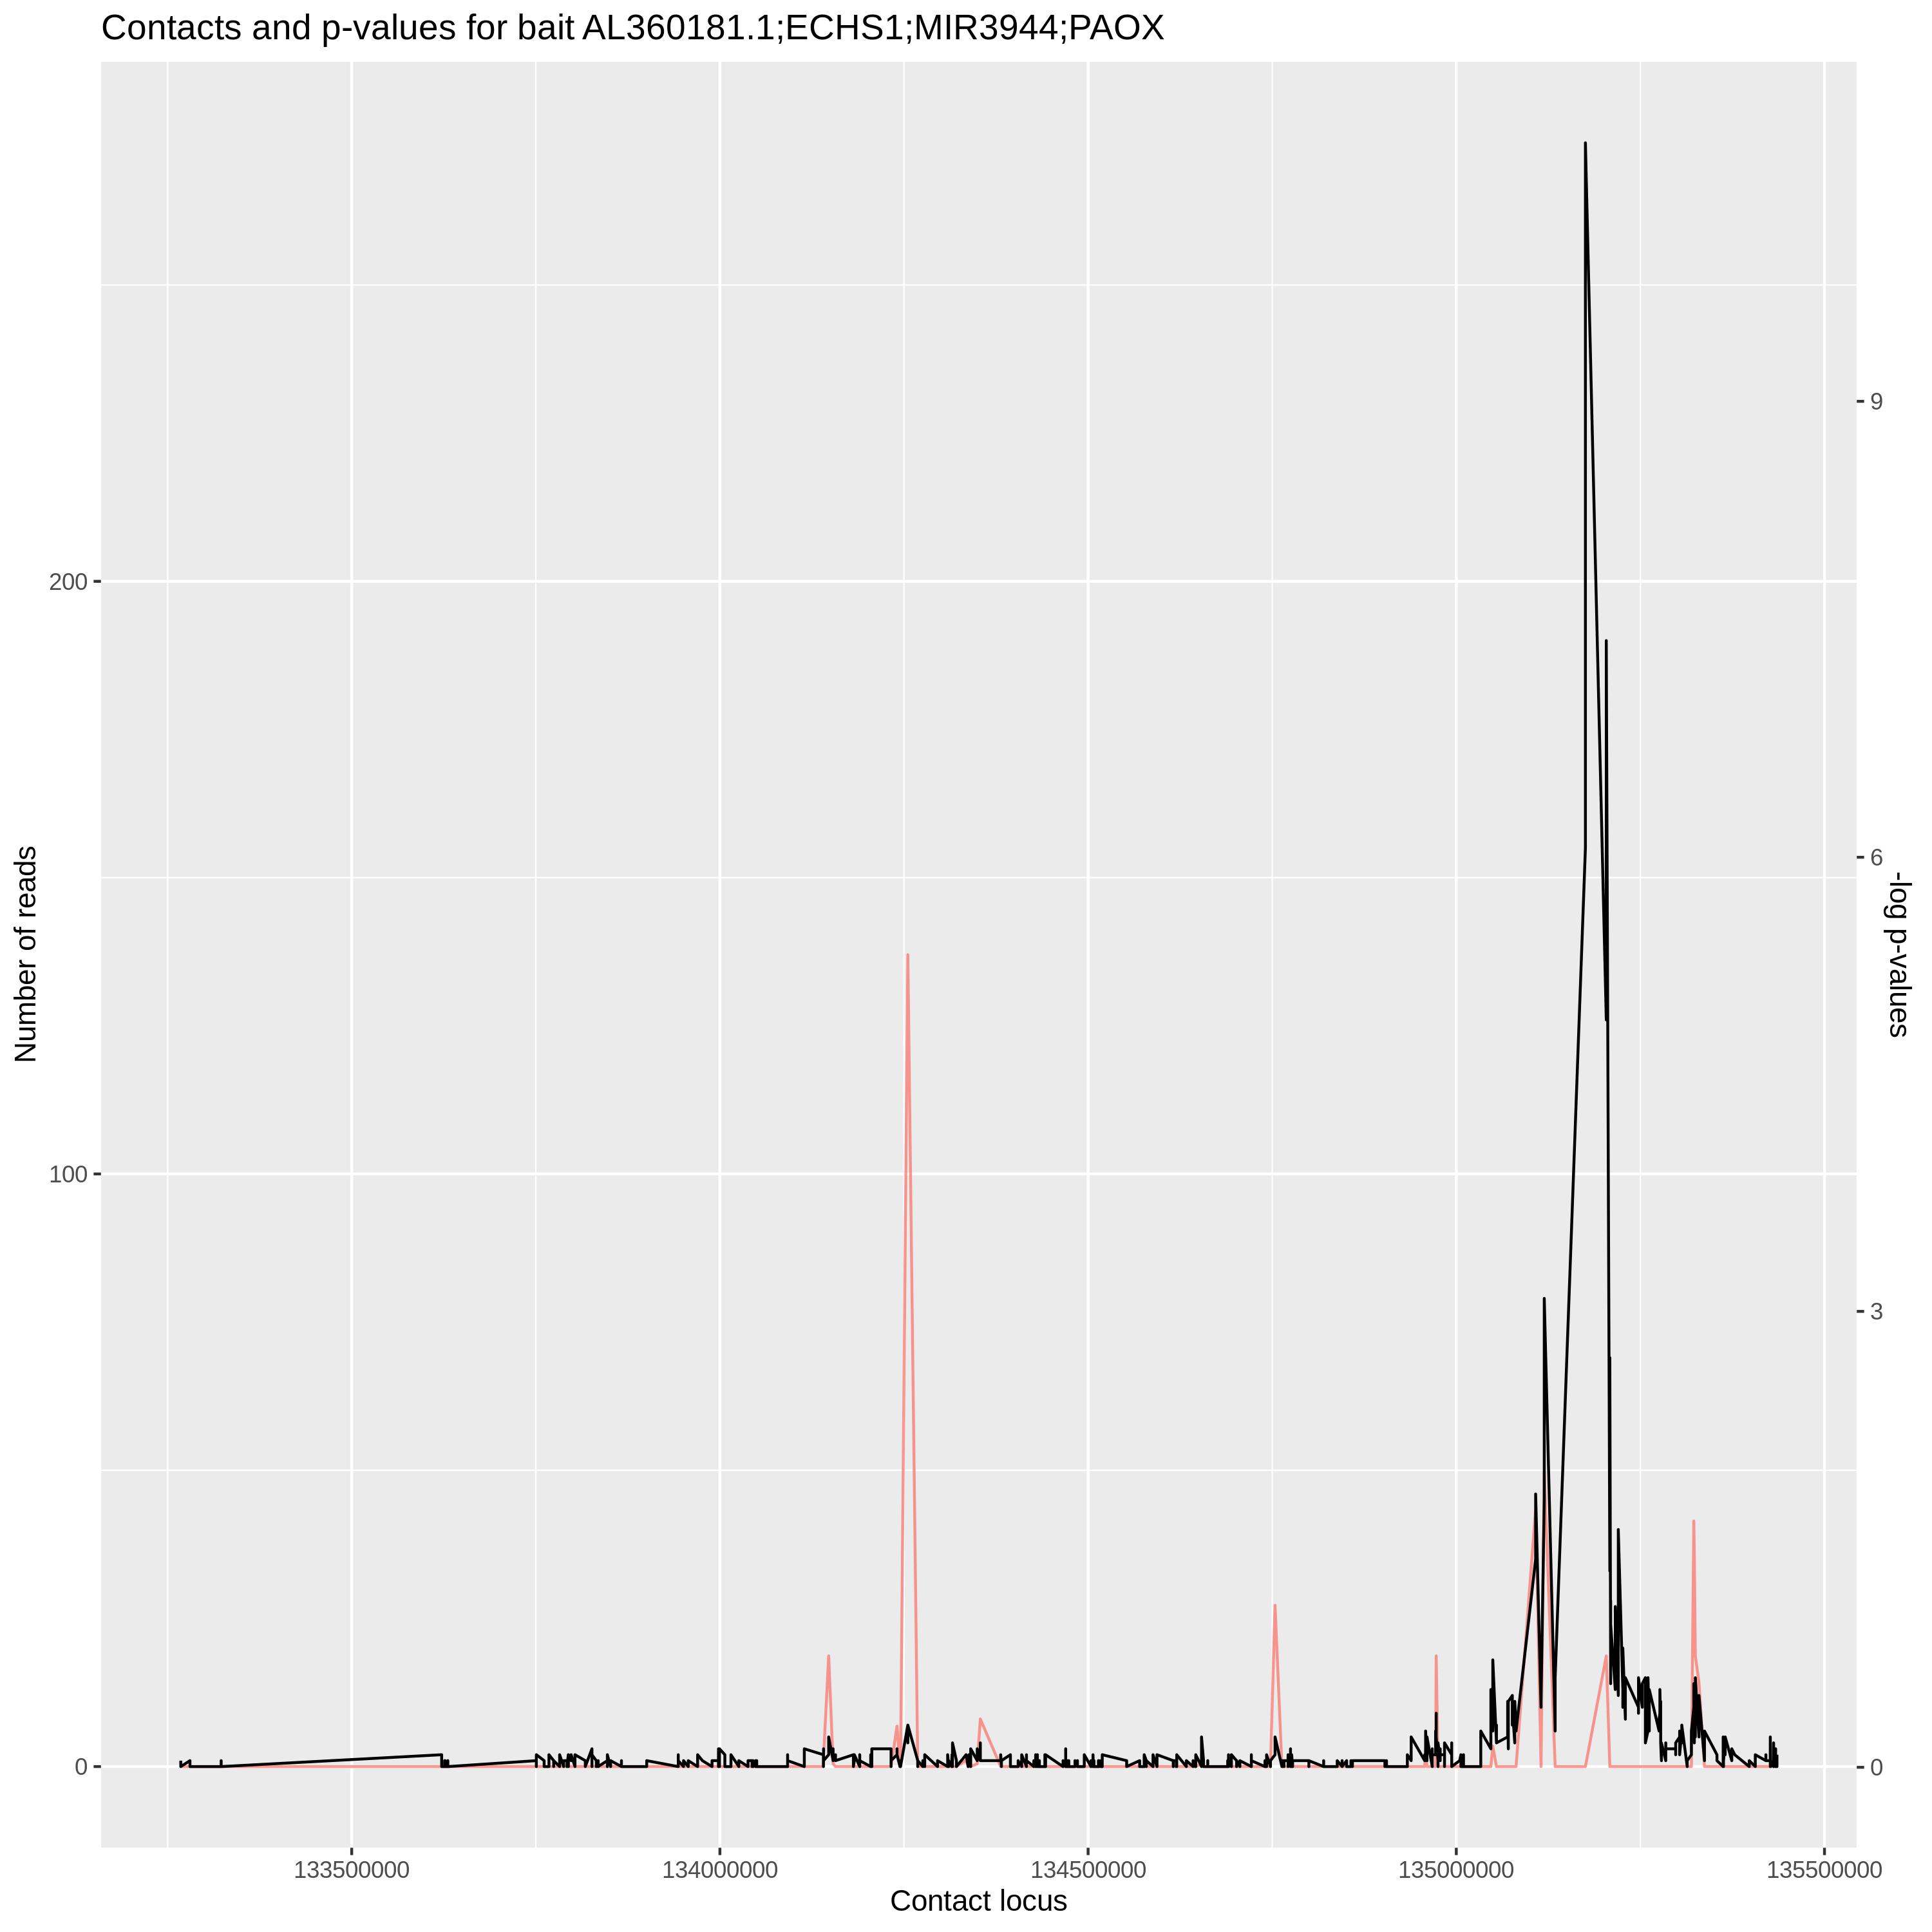 Contacts and p-values for bait AL360181.1;ECHS1;MIR3944;PAOX
Number of reads
200
100
0
9
6
3
0
-log p-values
133500000 134000000 134500000 135000000 135500000
Contact locus